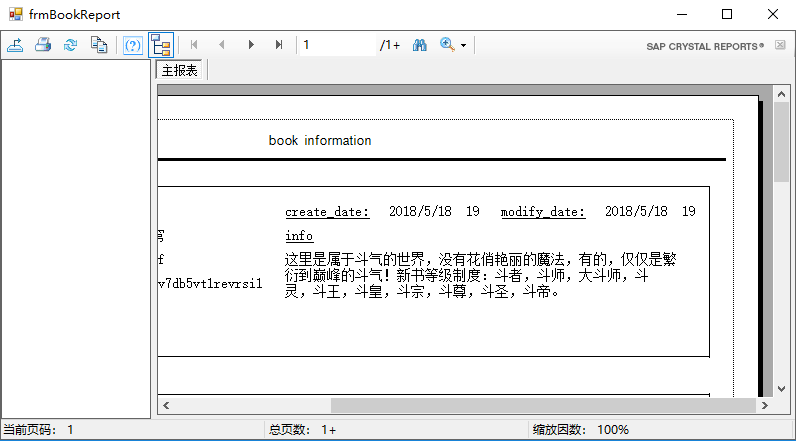 frmBookReport
1 /1+ SAP CRYSTAL REPORTS®
主报表
book information
create_date: 2018/5/18 19 modify_date: 2018/5/18 19
info
f 这里是属于斗气的世界，没有花俏艳丽的魔法，有的，仅仅是繁
衍到巅峰的斗气！新书等级制度：斗者，斗师，大斗师，斗
v7db5vt1revrsil
灵，斗王，斗皇，斗宗，斗尊，斗圣，斗帝。
当前页码： 1 总页数： 1+ 缩放因数： 100%